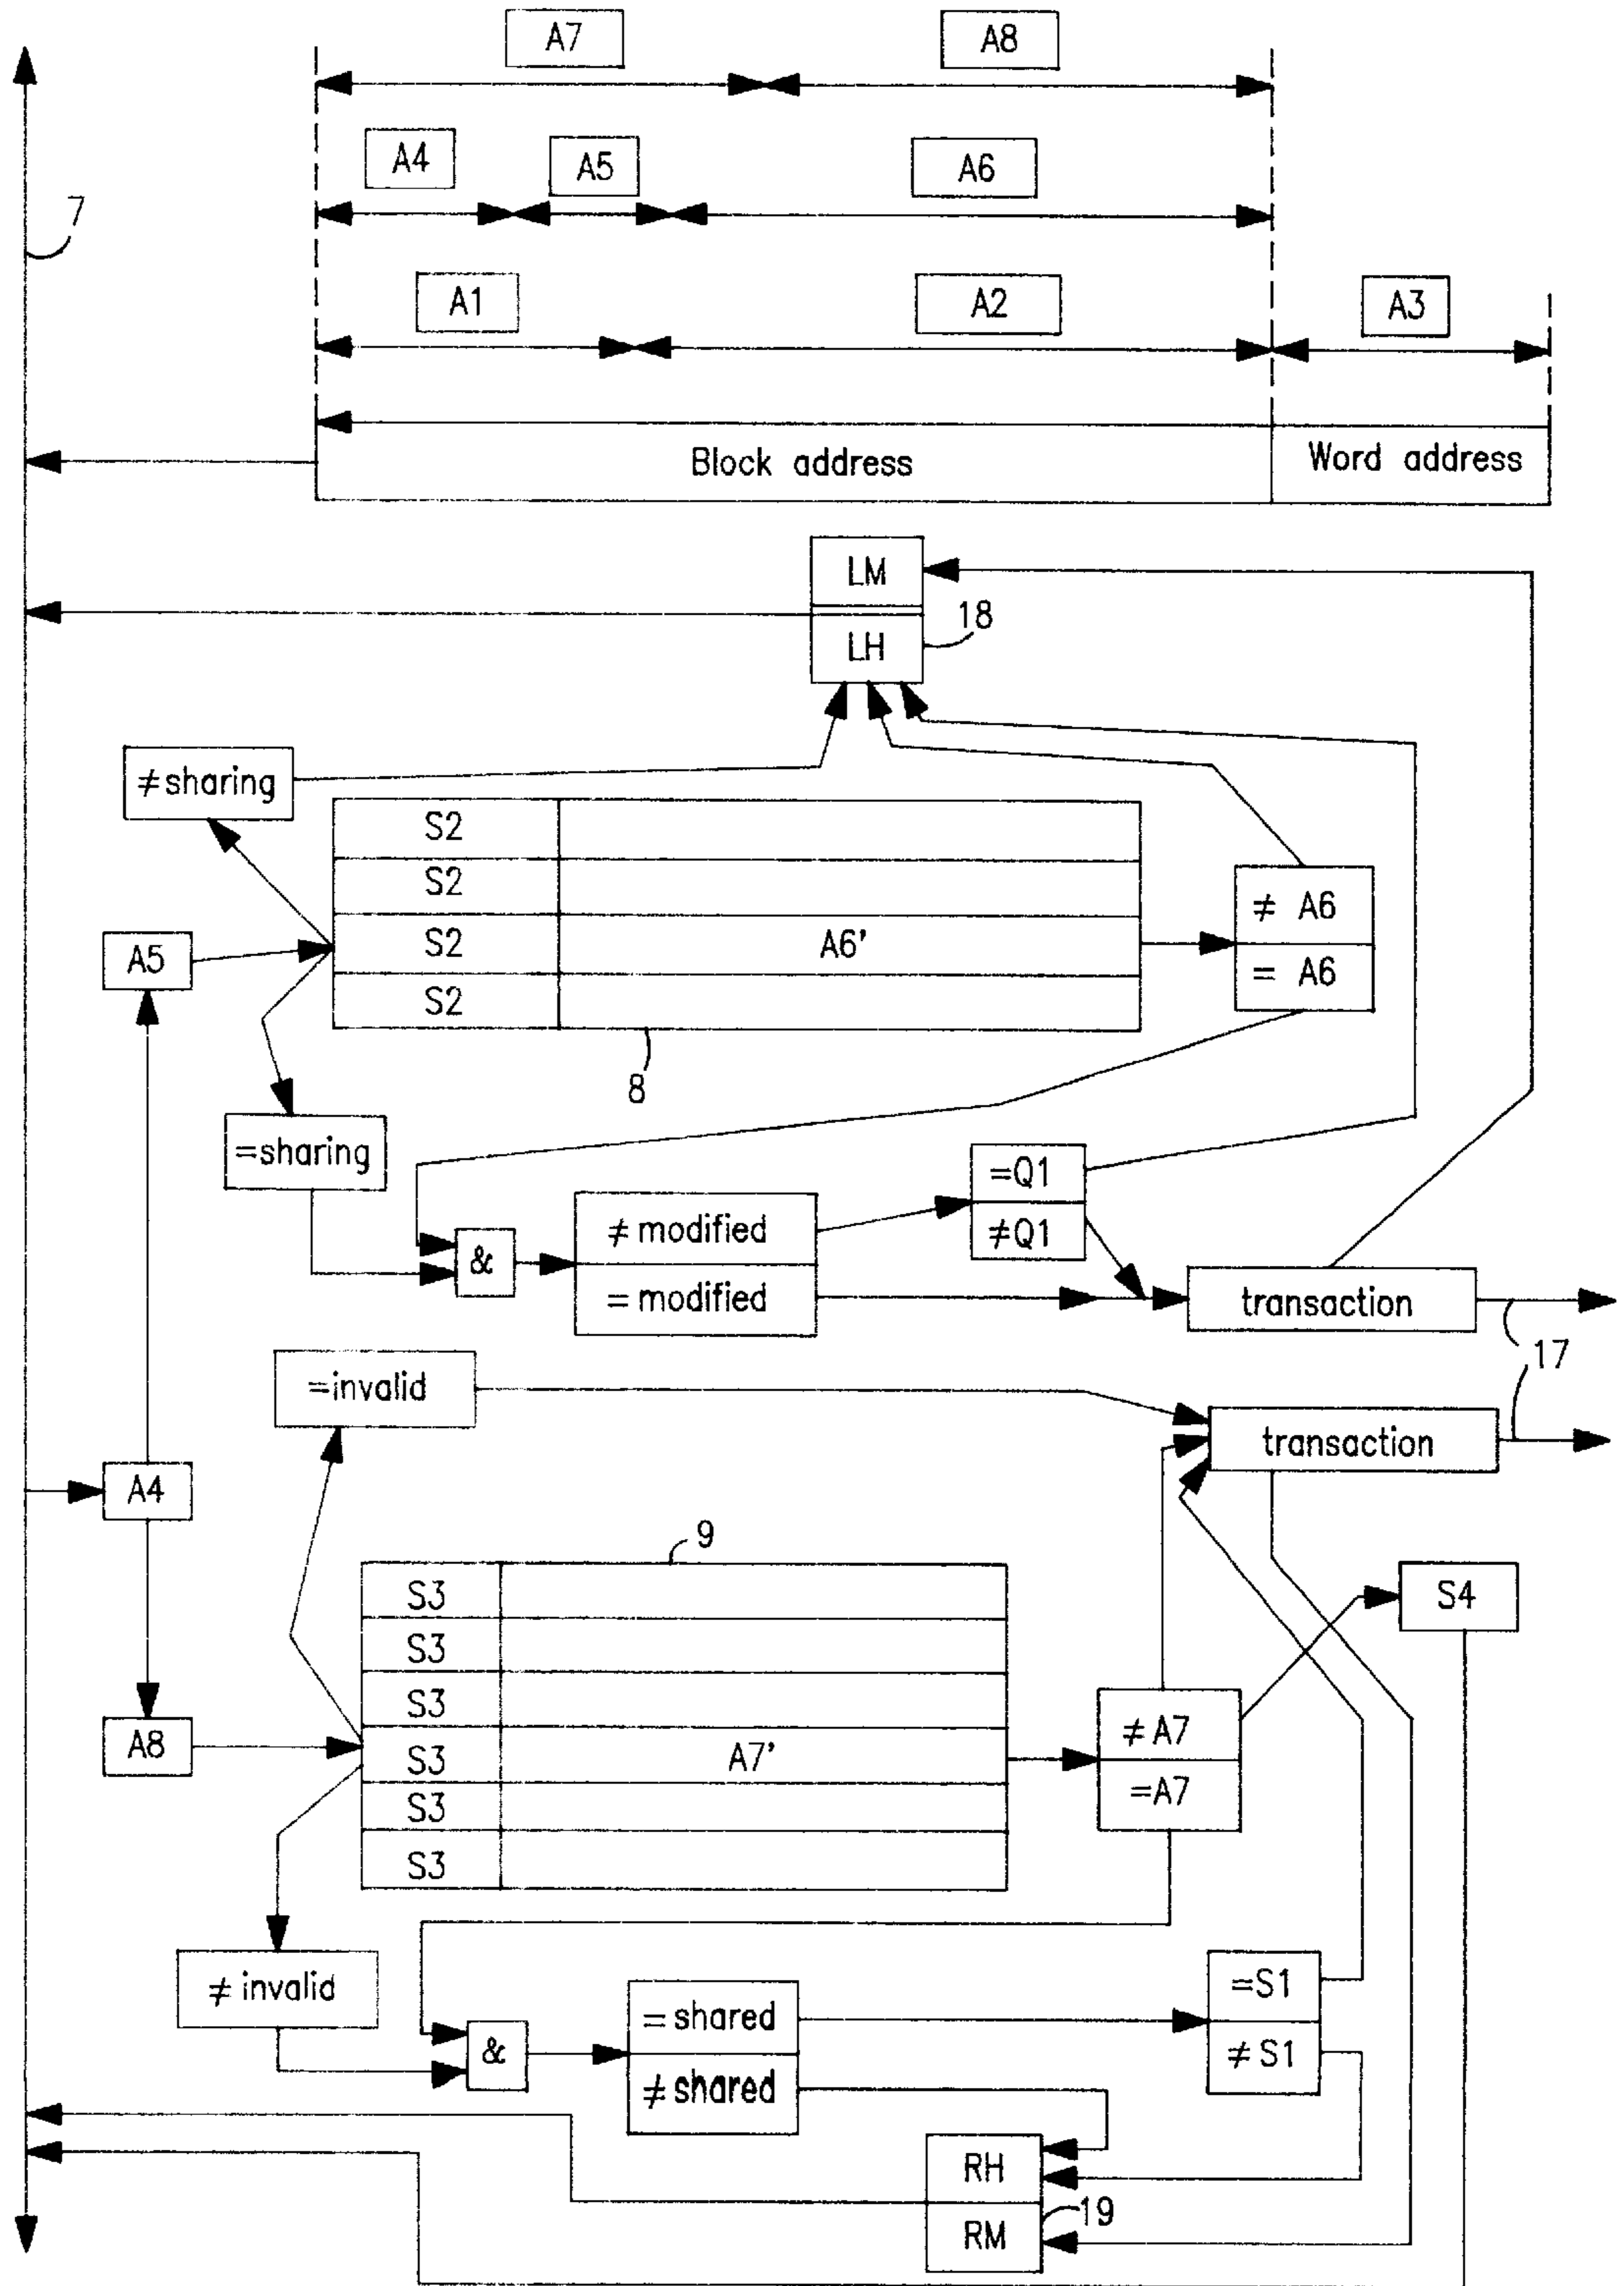 A7 A8
A4 A5 A6
7
A1 A2 A3
Block address Word address
LM
LH
18
≠sharing
S2
S2
S2 A6'
S2
≠ A6
= A6
A5
8
=sharing
&
≠ modified
= modified
=Q1
≠Q1
transaction
17
=invalid
transaction
A4
9
S3
S3
S3
S3 A7'
S3
S3
S4
A8
≠ A7
=A7
≠ invalid
&
= shared
≠ shared
=S1
≠ S1
RH
RM
19